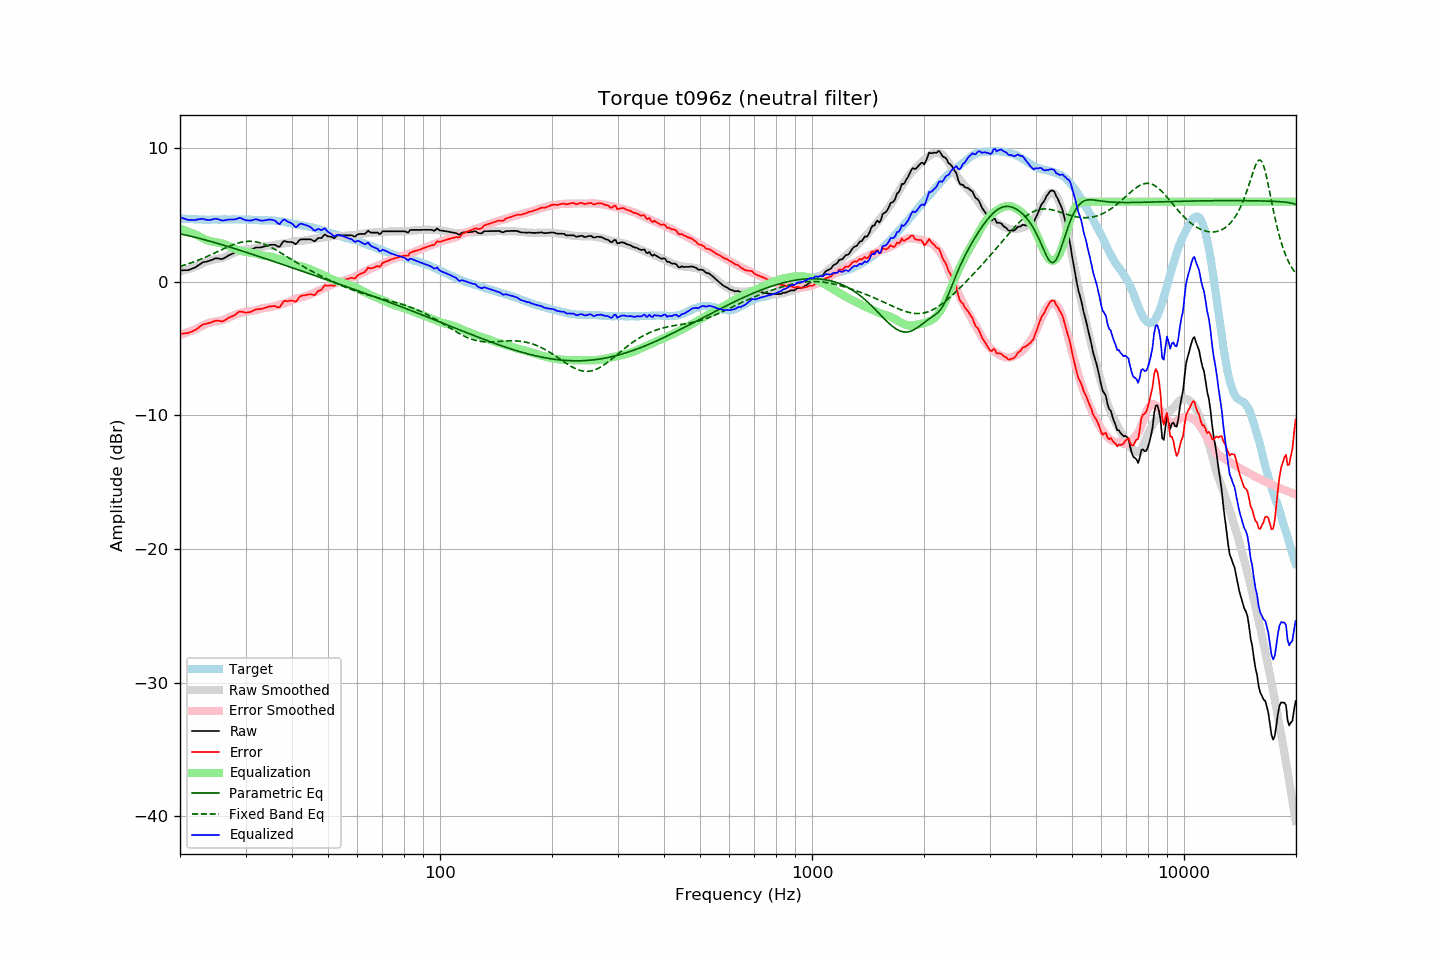 Torque t096z (neutral filter)
10
0
−10
−20
−30
−40
Amplitude (dBr)
Target
Raw Smoothed
Error Smoothed
Raw
Error
Equalization
Parametric Eq
Fixed Band Eq
Equalized
100
1000
10000
Frequency (Hz)